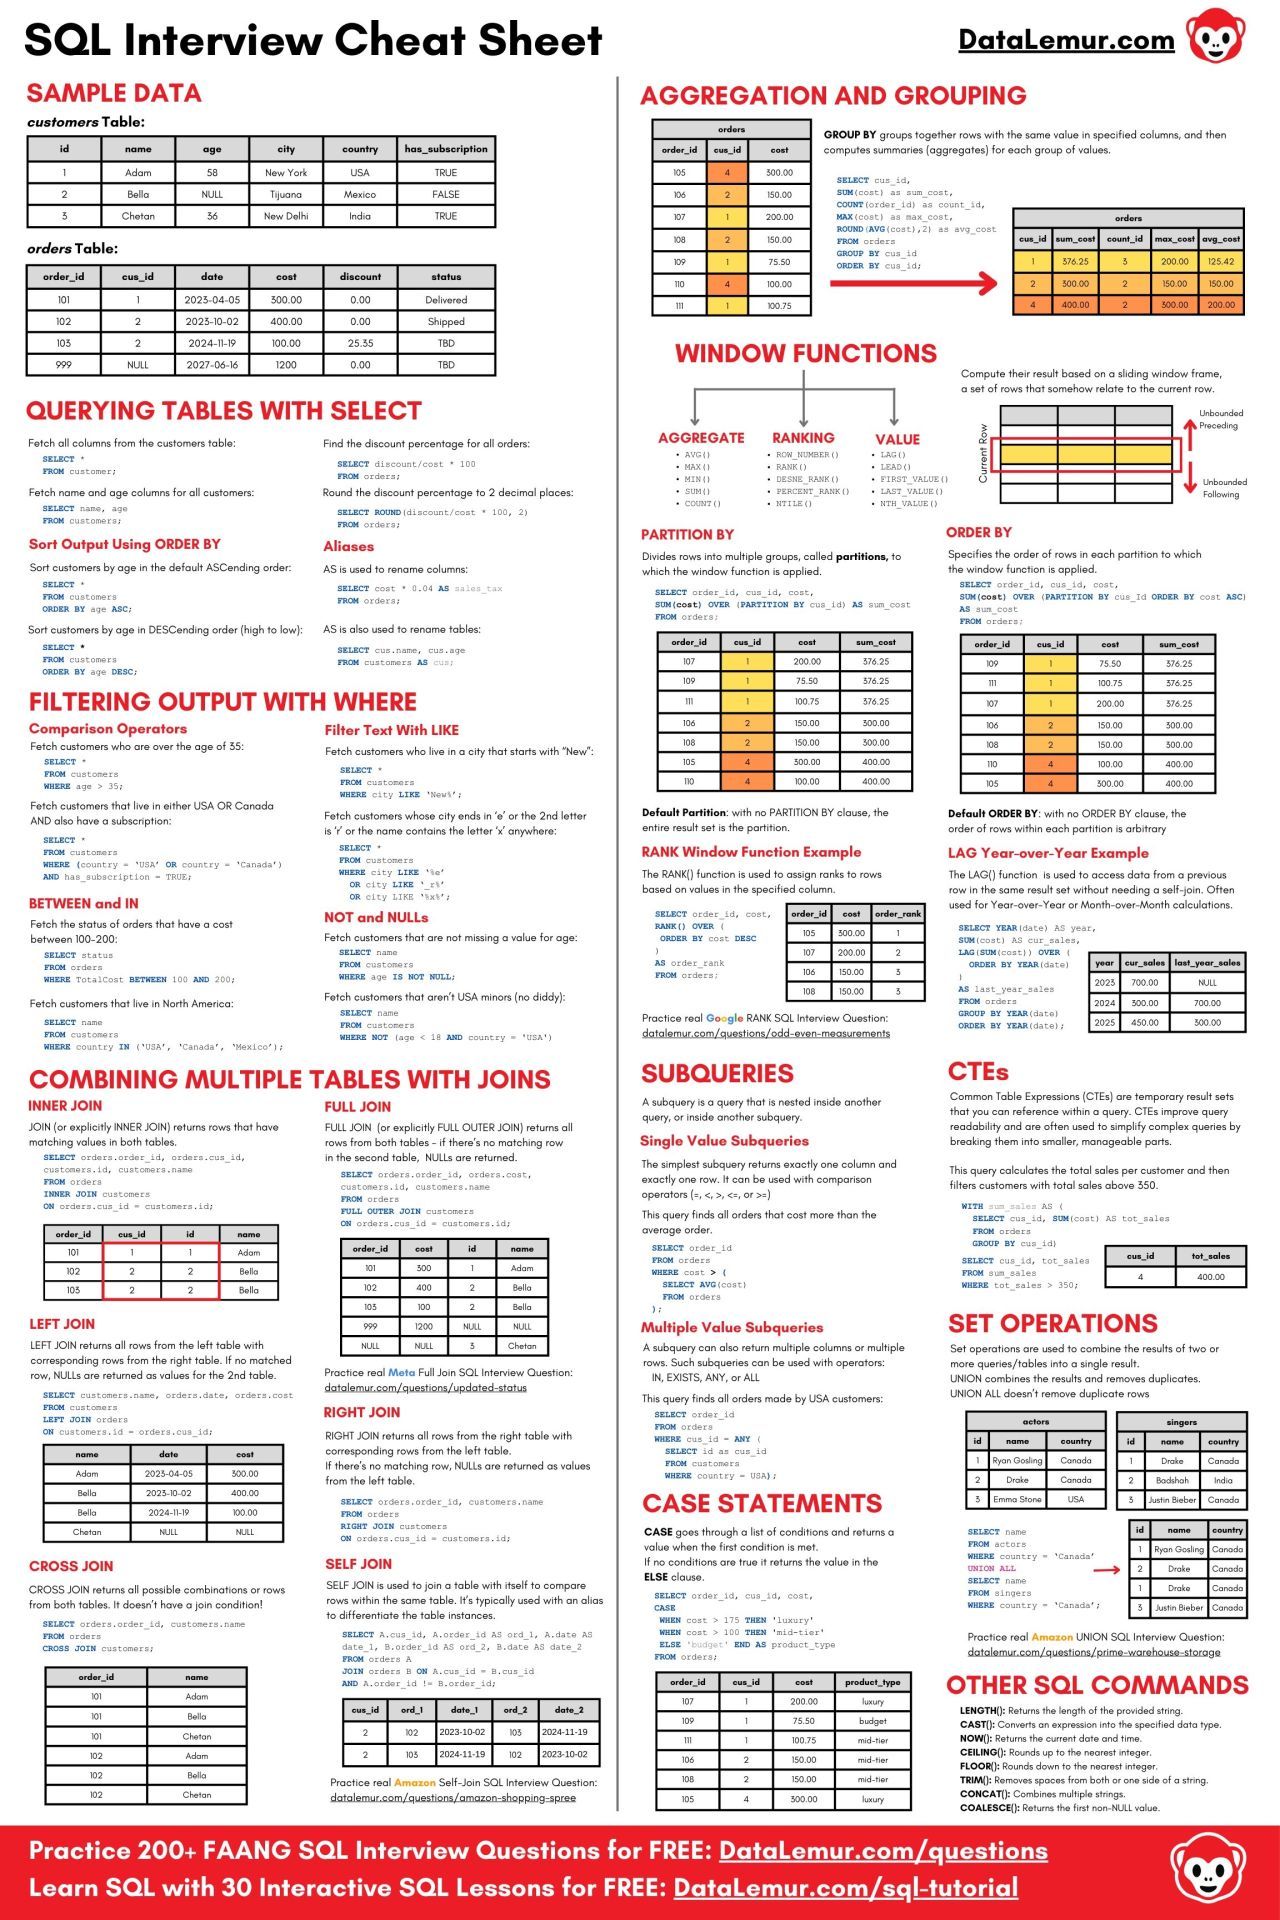 SQL Interview Cheat Sheet
DataLemur.com
SAMPLE DATA
customers Table:
id name age city country has_subscription
1 Adam 58 New York USA TRUE
2 Bella NULL Tijuana Mexico FALSE
3 Chetan 36 New Delhi India TRUE
orders Table:
order_id cus_id date cost discount status
101 1 2023-04-05 300.00 0.00 Delivered
102 2 2023-10-02 400.00 0.00 Shipped
103 2 2024-11-19 100.00 25.35 TBD
999 NULL 2027-06-16 1200 0.00 TBD
QUERYING TABLES WITH SELECT
Fetch all columns from the customers table:
SELECT *
FROM customer;
Fetch name and age columns for all customers:
SELECT name, age
FROM customers;
Sort Output Using ORDER BY
Sort customers by age in the default ASCending order:
SELECT *
FROM customers
ORDER BY age ASC;
Sort customers by age in DESCending order (high to low):
SELECT *
FROM customers
ORDER BY age DESC;
Find the discount percentage for all orders:
SELECT discount/cost * 100
FROM orders;
Round the discount percentage to 2 decimal places:
SELECT ROUND(discount/cost * 100, 2)
FROM orders;
Aliases
AS is used to rename columns:
SELECT cost * 0.04 AS sales_tax
FROM orders;
AS is also used to rename tables:
SELECT cus.name, cus.age
FROM customers AS cus;
FILTERING OUTPUT WITH WHERE
Comparison Operators
Fetch customers who are over the age of 35:
SELECT *
FROM customers
WHERE age > 35;
Fetch customers that live in either USA OR Canada
AND also have a subscription:
SELECT *
FROM customers
WHERE (country = ‘USA’ OR country = ‘Canada’)
AND has_subscription = TRUE;
BETWEEN and IN
Fetch the status of orders that have a cost
between 100-200:
SELECT status
FROM orders
WHERE TotalCost BETWEEN 100 AND 200;
Fetch customers that live in North America:
SELECT name
FROM customers
WHERE country IN (‘USA’, ‘Canada’, ‘Mexico’);
Filter Text With LIKE
Fetch customers who live in a city that starts with “New”:
SELECT *
FROM customers
WHERE city LIKE ‘New%’;
Fetch customers whose city ends in ‘e’ or the 2nd letter
is ‘r’ or the name contains the letter ‘x’ anywhere:
SELECT *
FROM customers
WHERE city LIKE ‘%e’
OR city LIKE ‘_r%’
OR city LIKE ‘%x%’;
NOT and NULLs
Fetch customers that are not missing a value for age:
SELECT name
FROM customers
WHERE age IS NOT NULL;
Fetch customers that aren’t USA minors (no diddy):
SELECT name
FROM customers
WHERE NOT (age < 18 AND country = 'USA')
COMBINING MULTIPLE TABLES WITH JOINS
INNER JOIN
JOIN (or explicitly INNER JOIN) returns rows that have
matching values in both tables.
SELECT orders.order_id, orders.cus_id,
customers.id, customers.name
FROM orders
INNER JOIN customers
ON orders.cus_id = customers.id;
order_id cus_id id name
101 1 1 Adam
102 2 2 Bella
103 2 2 Bella
LEFT JOIN
LEFT JOIN returns all rows from the left table with
corresponding rows from the right table. If no matched
row, NULLs are returned as values for the 2nd table.
SELECT customers.name, orders.date, orders.cost
FROM customers
LEFT JOIN orders
ON customers.id = orders.cus_id;
name date cost
Adam 2023-04-05 300.00
Bella 2023-10-02 400.00
Bella 2024-11-19 100.00
Chetan NULL NULL
CROSS JOIN
CROSS JOIN returns all possible combinations or rows
from both tables. It doesn’t have a join condition!
SELECT orders.order_id, customers.name
FROM orders
CROSS JOIN customers;
order_id name
101 Adam
101 Bella
101 Chetan
102 Adam
102 Bella
102 Chetan
FULL JOIN
FULL JOIN (or explicitly FULL OUTER JOIN) returns all
rows from both tables - if there’s no matching row
in the second table, NULLs are returned.
SELECT orders.order_id, orders.cost,
customers.id, customers.name
FROM orders
FULL OUTER JOIN customers
ON orders.cus_id = customers.id;
order_id cost id name
101 300 1 Adam
102 400 2 Bella
103 100 2 Bella
999 1200 NULL NULL
NULL NULL 3 Chetan
Practice real Meta Full Join SQL Interview Question:
datalemur.com/questions/updated-status
RIGHT JOIN
RIGHT JOIN returns all rows from the right table with
corresponding rows from the left table.
If there’s no matching row, NULLs are returned as values
from the left table.
SELECT orders.order_id, customers.name
FROM orders
RIGHT JOIN customers
ON orders.cus_id = customers.id;
SELF JOIN
SELF JOIN is used to join a table with itself to compare
rows within the same table. It’s typically used with an alias
to differentiate the table instances.
SELECT A.cus_id, A.order_id AS ord_1, A.date AS
date_1, B.order_id AS ord_2, B.date AS date_2
FROM orders A
JOIN orders B ON A.cus_id = B.cus_id
AND A.order_id != B.order_id;
cus_id ord_1 date_1 ord_2 date_2
2 102 2023-10-02 103 2024-11-19
2 103 2024-11-19 102 2023-10-02
Practice real Amazon Self-Join SQL Interview Question:
datalemur.com/questions/amazon-shopping-spree
AGGREGATION AND GROUPING
orders
order_id cus_id cost
105 4 300.00
106 2 150.00
107 1 200.00
108 2 150.00
109 1 75.50
110 4 100.00
111 1 100.75
GROUP BY groups together rows with the same value in specified columns, and then
computes summaries (aggregates) for each group of values.
SELECT cus_id,
SUM(cost) as sum_cost,
COUNT(order_id) as count_id,
MAX(cost) as max_cost,
ROUND(AVG(cost),2) as avg_cost
FROM orders
GROUP BY cus_id
ORDER BY cus_id;
orders
cus_id sum_cost count_id max_cost avg_cost
1 376.25 3 200.00 125.42
2 300.00 2 150.00 150.00
4 400.00 2 300.00 200.00
WINDOW FUNCTIONS
Compute their result based on a sliding window frame,
a set of rows that somehow relate to the current row.
AGGREGATE
• AVG()
• MAX()
• MIN()
• SUM()
• COUNT()
RANKING
• ROW_NUMBER()
• RANK()
• DESNE_RANK()
• PERCENT_RANK()
• NTILE()
VALUE
• LAG()
• LEAD()
• FIRST_VALUE()
• LAST_VALUE()
• NTH_VALUE()
Current Row
Unbounded
Preceding
Unbounded
Following
PARTITION BY
Divides rows into multiple groups, called partitions, to
which the window function is applied.
SELECT order_id, cus_id, cost,
SUM(cost) OVER (PARTITION BY cus_id) AS sum_cost
FROM orders;
order_id cus_id cost sum_cost
107 1 200.00 376.25
109 1 75.50 376.25
111 1 100.75 376.25
106 2 150.00 300.00
108 2 150.00 300.00
105 4 300.00 400.00
110 4 100.00 400.00
Default Partition: with no PARTITION BY clause, the
entire result set is the partition.
ORDER BY
Specifies the order of rows in each partition to which
the window function is applied.
SELECT order_id, cus_id, cost,
SUM(cost) OVER (PARTITION BY cus_Id ORDER BY cost ASC)
AS sum_cost
FROM orders;
order_id cus_id cost sum_cost
109 1 75.50 376.25
111 1 100.75 376.25
107 1 200.00 376.25
106 2 150.00 300.00
108 2 150.00 300.00
110 4 100.00 400.00
105 4 300.00 400.00
Default ORDER BY: with no ORDER BY clause, the
order of rows within each partition is arbitrary
RANK Window Function Example
The RANK() function is used to assign ranks to rows
based on values in the specified column.
SELECT order_id, cost,
RANK() OVER (
ORDER BY cost DESC
)
AS order_rank
FROM orders;
order_id cost order_rank
105 300.00 1
107 200.00 2
106 150.00 3
108 150.00 3
Practice real Google RANK SQL Interview Question:
datalemur.com/questions/odd-even-measurements
LAG Year-over-Year Example
The LAG() function is used to access data from a previous
row in the same result set without needing a self-join. Often
used for Year-over-Year or Month-over-Month calculations.
SELECT YEAR(date) AS year,
SUM(cost) AS cur_sales,
LAG(SUM(cost)) OVER (
ORDER BY YEAR(date)
)
AS last_year_sales
FROM orders
GROUP BY YEAR(date)
ORDER BY YEAR(date);
year cur_sales last_year_sales
2023 700.00 NULL
2024 300.00 700.00
2025 450.00 300.00
SUBQUERIES
A subquery is a query that is nested inside another
query, or inside another subquery.
Single Value Subqueries
The simplest subquery returns exactly one column and
exactly one row. It can be used with comparison
operators (=, <, >, <=, or >=)
This query finds all orders that cost more than the
average order.
SELECT order_id
FROM orders
WHERE cost > (
SELECT AVG(cost)
FROM orders
);
Multiple Value Subqueries
A subquery can also return multiple columns or multiple
rows. Such subqueries can be used with operators:
IN, EXISTS, ANY, or ALL
This query finds all orders made by USA customers:
SELECT order_id
FROM orders
WHERE cus_id = ANY (
SELECT id as cus_id
FROM customers
WHERE country = USA);
CASE STATEMENTS
CASE goes through a list of conditions and returns a
value when the first condition is met.
If no conditions are true it returns the value in the
ELSE clause.
SELECT order_id, cus_id, cost,
CASE
WHEN cost > 175 THEN 'luxury'
WHEN cost > 100 THEN 'mid-tier'
ELSE 'budget' END AS product_type
FROM orders;
order_id cus_id cost product_type
107 1 200.00 luxury
109 1 75.50 budget
111 1 100.75 mid-tier
106 2 150.00 mid-tier
108 2 150.00 mid-tier
105 4 300.00 luxury
CTEs
Common Table Expressions (CTEs) are temporary result sets
that you can reference within a query. CTEs improve query
readability and are often used to simplify complex queries by
breaking them into smaller, manageable parts.
This query calculates the total sales per customer and then
filters customers with total sales above 350.
WITH sum_sales AS (
SELECT cus_id, SUM(cost) AS tot_sales
FROM orders
GROUP BY cus_id)
SELECT cus_id, tot_sales
FROM sum_sales
WHERE tot_sales > 350;
cus_id tot_sales
4 400.00
SET OPERATIONS
Set operations are used to combine the results of two or
more queries/tables into a single result.
UNION combines the results and removes duplicates.
UNION ALL doesn’t remove duplicate rows
actors
id name country
1 Ryan Gosling Canada
2 Drake Canada
3 Emma Stone USA
singers
id name country
1 Drake Canada
2 Badshah India
3 Justin Bieber Canada
SELECT name
FROM actors
WHERE country = ‘Canada’
UNION ALL
SELECT name
FROM singers
WHERE country = ‘Canada’;
id name country
1 Ryan Gosling Canada
2 Drake Canada
1 Drake Canada
3 Justin Bieber Canada
Practice real Amazon UNION SQL Interview Question:
datalemur.com/questions/prime-warehouse-storage
OTHER SQL COMMANDS
LENGTH(): Returns the length of the provided string.
CAST(): Converts an expression into the specified data type.
NOW(): Returns the current date and time.
CEILING(): Rounds up to the nearest integer.
FLOOR(): Rounds down to the nearest integer.
TRIM(): Removes spaces from both or one side of a string.
CONCAT(): Combines multiple strings.
COALESCE(): Returns the first non-NULL value.
Practice 200+ FAANG SQL Interview Questions for FREE: DataLemur.com/questions
Learn SQL with 30 Interactive SQL Lessons for FREE: DataLemur.com/sql-tutorial